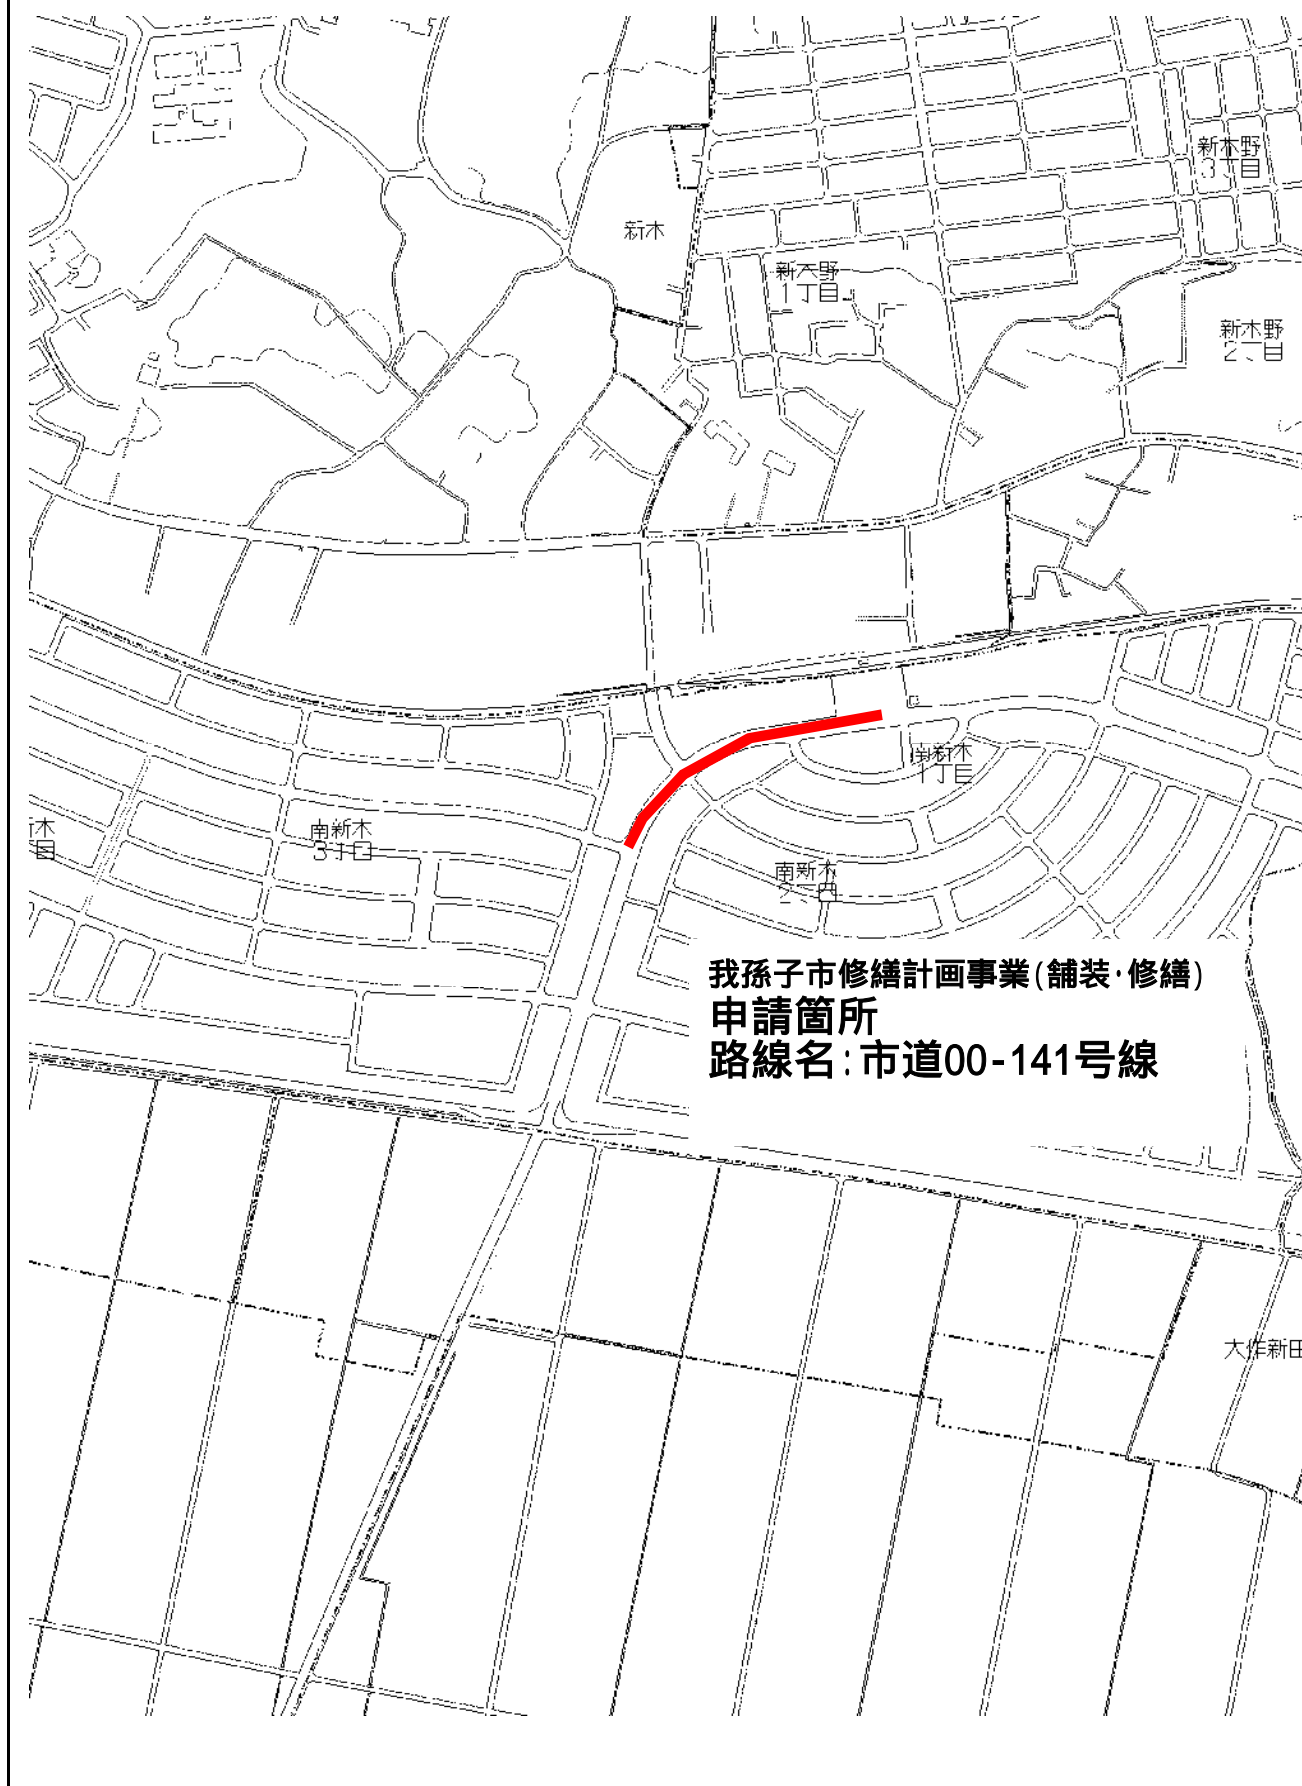 新木野
3丁目
新木
新木野
1丁目
新木野
2丁目
南新木
1丁目
南新木
3丁目
南新木
2丁目
我孫子市修繕計画事業(舗装・修繕)
申請箇所
路線名:市道00-141号線
大作新田